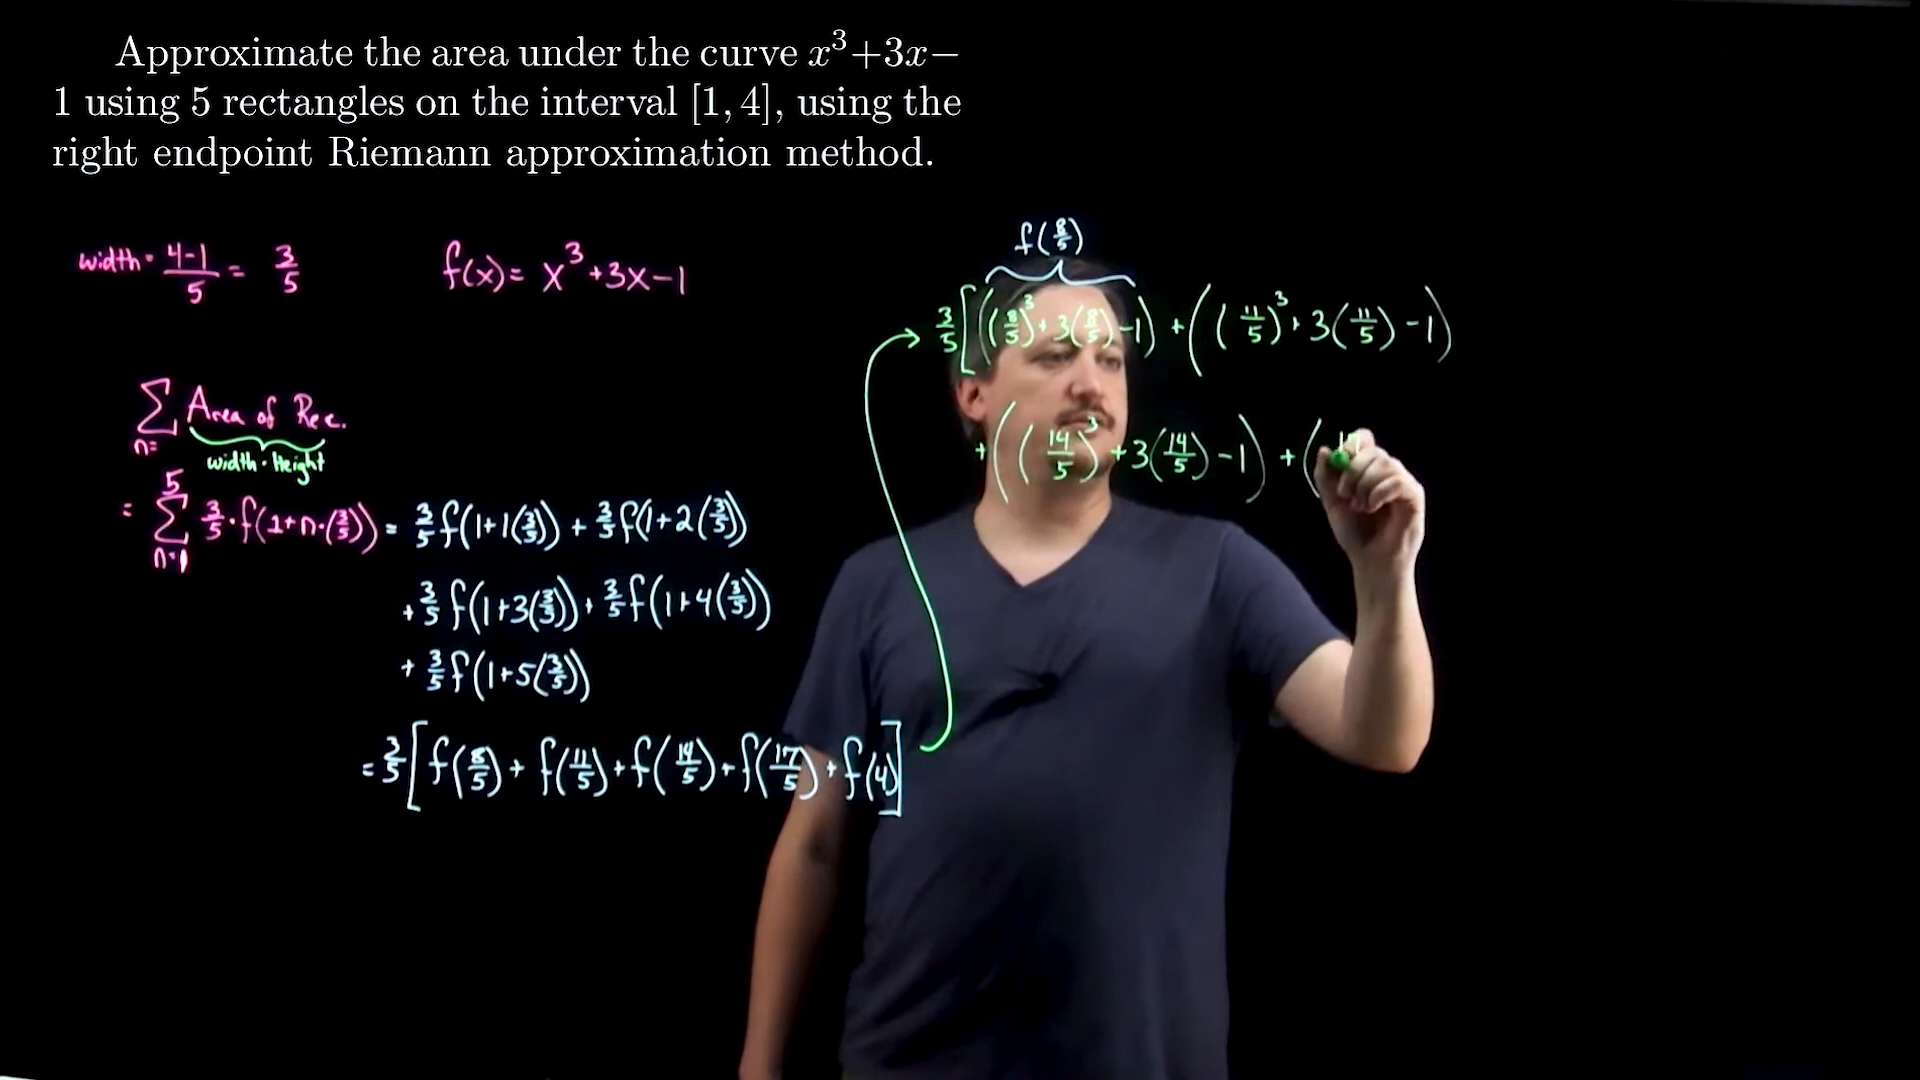 Approximate the area under the curve x³+3x−
1 using 5 rectangles on the interval [1, 4], using the
right endpoint Riemann approximation method.
width = (4-1)/5 = 3/5
f(x) = x³+3x-1
∑ Area of Rec.
n=
width·Height
= ∑_{n=1}^{5} 3/5·f(1+n·(3/5)) = 3/5 f(1+1(3/5)) + 3/5 f(1+2(3/5))
+ 3/5 f(1+3(3/5)) + 3/5 f(1+4(3/5))
+ 3/5 f(1+5(3/5))
= 3/5 [f(8/5) + f(11/5) + f(14/5) + f(17/5) + f(4)]
f(8/5)
3/5 [((8/5)³ + 3(8/5) -1) + ((11/5)³ + 3(11/5) -1)
+ ((14/5)³ + 3(14/5) -1) + (